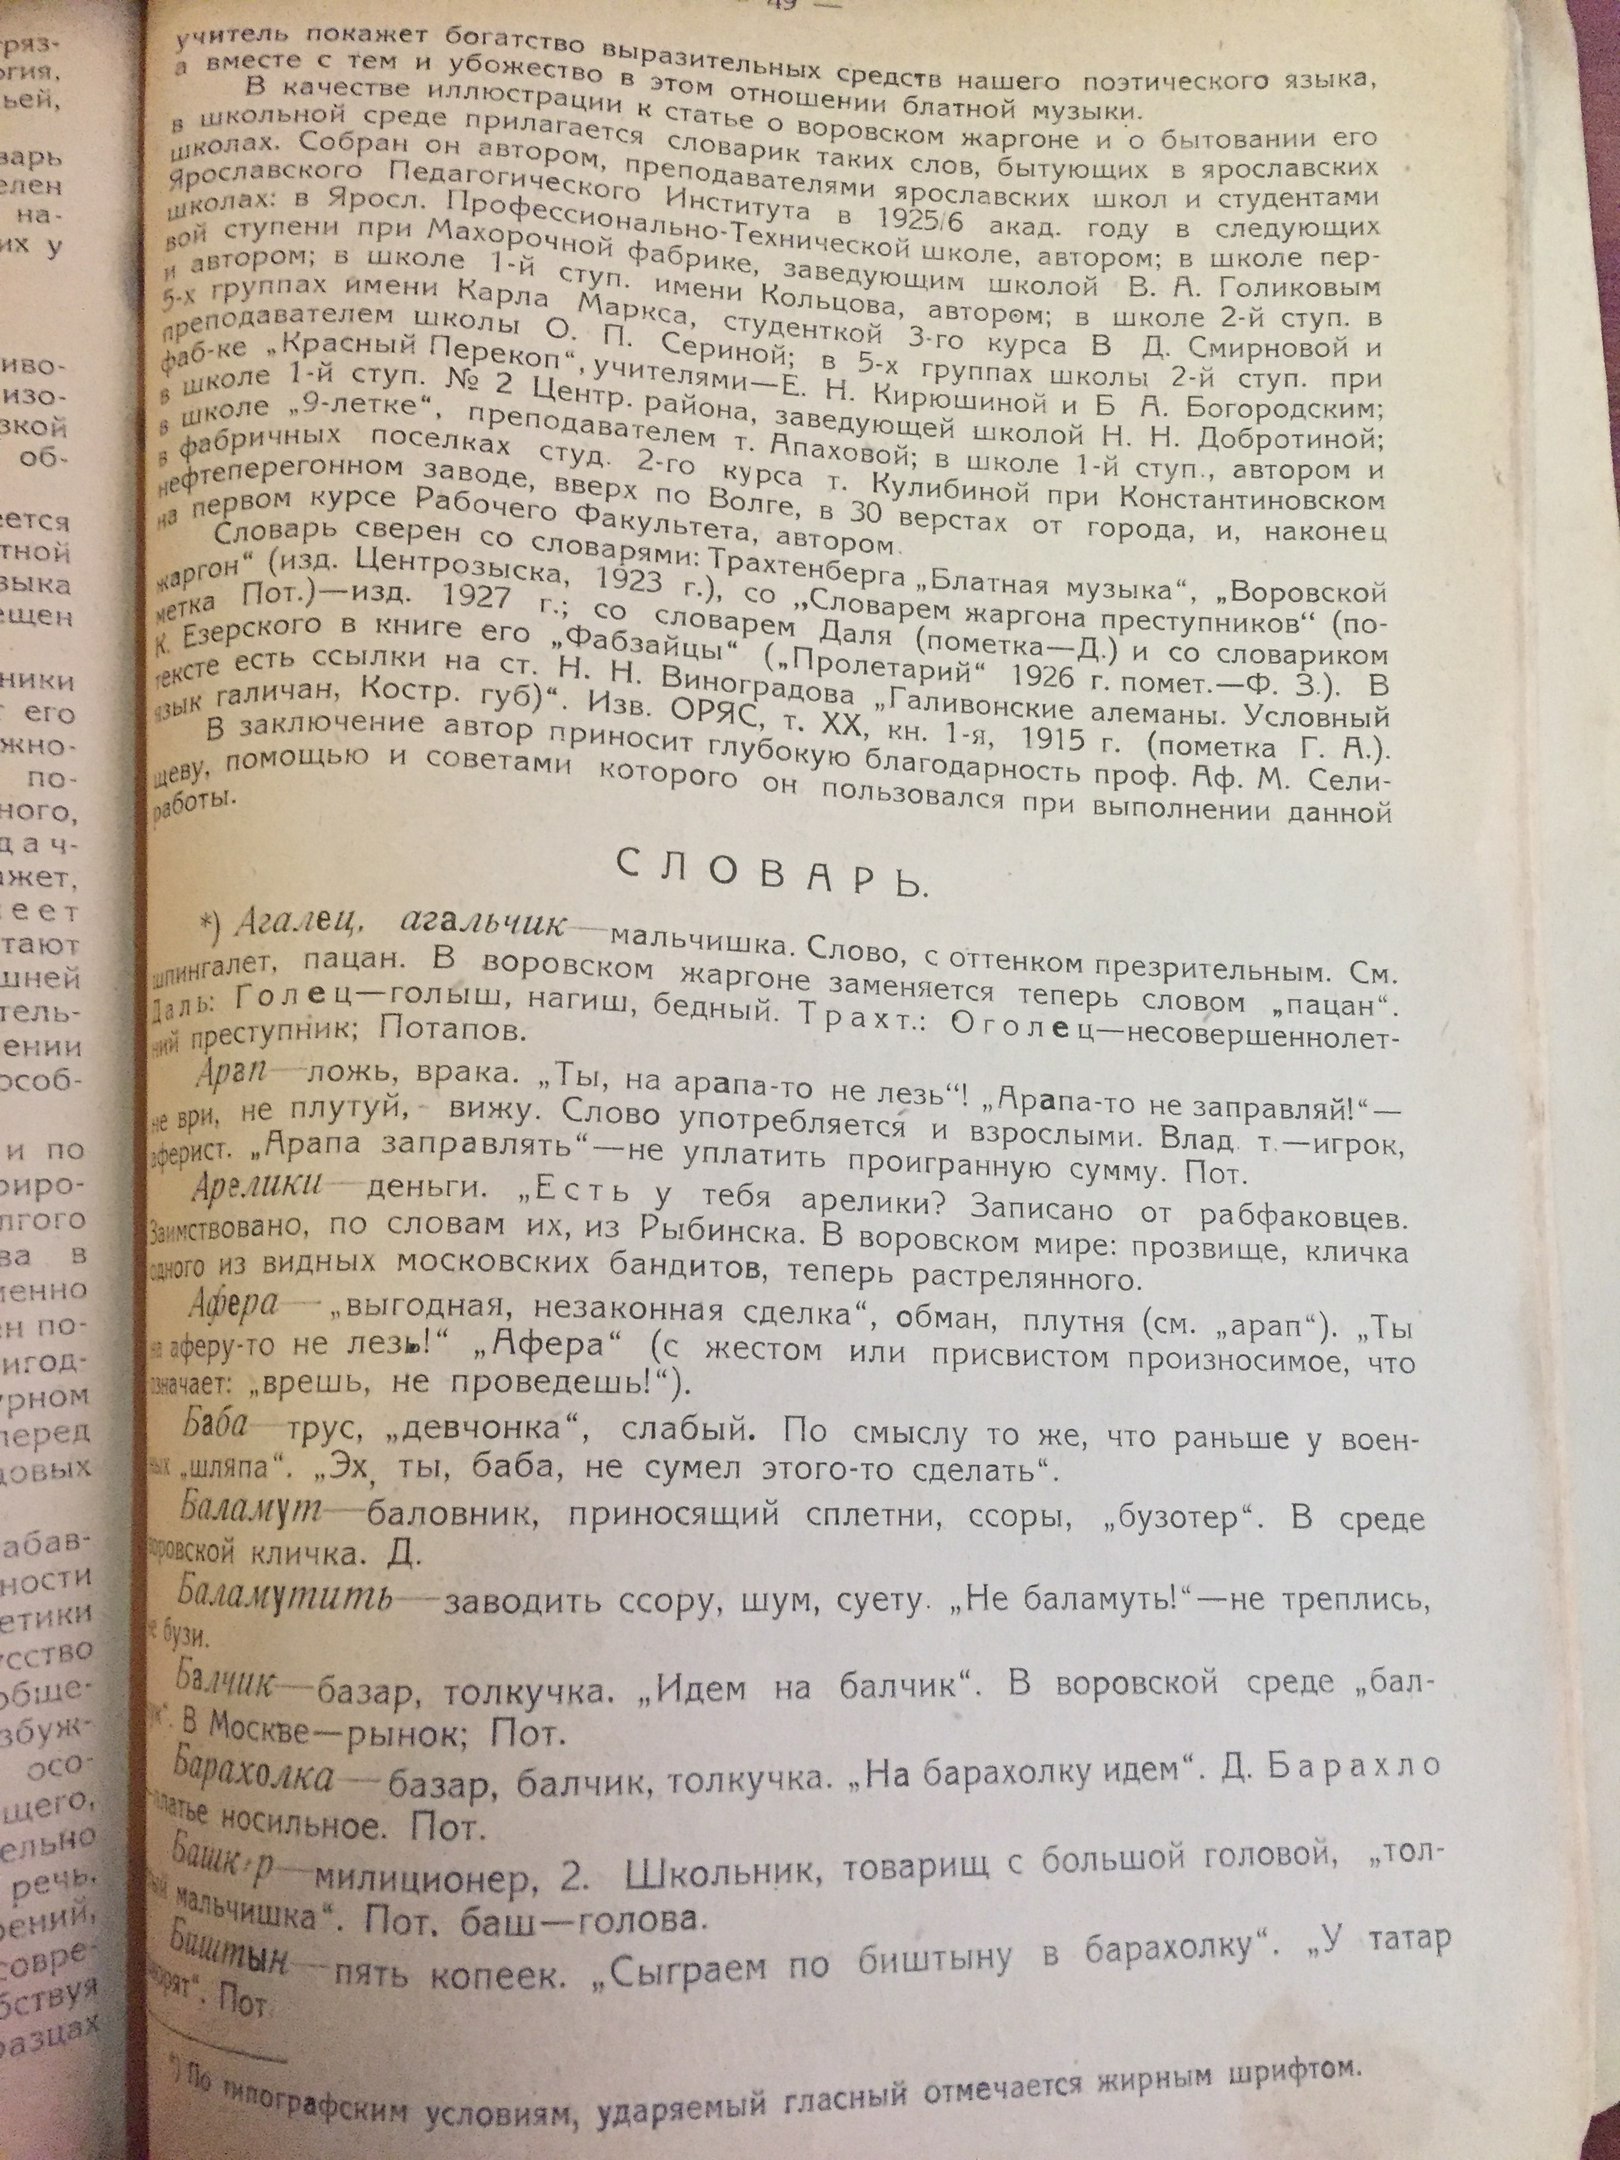 49 —
учитель покажет богатство выразительных средств нашего поэтического языка,
а вместе с тем и убожество в этом отношении блатной музыки.
В качестве иллюстрации к статье о воровском жаргоне и о бытовании его
в школьной среде прилагается словарик таких слов, бытующих в ярославских
школах. Собран он автором, преподавателями ярославских школ и студентами
Ярославского Педагогического Института в 1925/6 акад. году в следующих
школах: в Яросл. Профессионально-Технической школе, автором; в школе пер-
вой ступени при Махорочной фабрике, заведующим школой В. А. Голиковым
и автором; в школе 1-й ступ. имени Кольцова, автором; в школе 2-й ступ. в
5-х группах имени Карла Маркса, студенткой 3-го курса В Д. Смирновой и
преподавателем школы О. П. Сериной; в 5-х группах школы 2-й ступ. при
фаб-ке „Красный Перекоп“, учителями—Е. Н. Кирюшиной и Б А. Богородским;
в школе 1-й ступ. № 2 Центр. района, заведующей школой Н. Н. Добротиной;
в школе „9-летке“, преподавателем т. Апаховой; в школе 1-й ступ., автором и
в фабричных поселках студ. 2-го курса т. Кулибиной при Константиновском
нефтеперегонном заводе, вверх по Волге, в 30 верстах от города, и, наконец
на первом курсе Рабочего Факультета, автором.
Словарь сверен со словарями: Трахтенберга „Блатная музыка“, „Воровской
жаргон“ (изд. Центрозыска, 1923 г.), со „Словарем жаргона преступников“ (по-
метка Пот.)—изд. 1927 г.; со словарем Даля (пометка—Д.) и со словариком
К. Езерского в книге его „Фабзайцы“ („Пролетарий“ 1926 г. помет.—Ф. З.). В
тексте есть ссылки на ст. Н. Н. Виноградова „Галивонские алеманы. Условный
язык галичан, Костр. губ)“. Изв. ОРЯС, т. XX, кн. 1-я, 1915 г. (пометка Г. А.).
В заключение автор приносит глубокую благодарность проф. Аф. М. Сели-
щеву, помощью и советами которого он пользовался при выполнении данной
работы.
СЛОВАРЬ.
*) Агалец, агальчик—мальчишка. Слово, с оттенком презрительным. См.
шпингалет, пацан. В воровском жаргоне заменяется теперь словом „пацан“.
Даль: Голец—голыш, нагиш, бедный. Трахт.: Оголец—несовершеннолет-
ний преступник; Потапов.
Арап—ложь, врака. „Ты, на арапа-то не лезь“! „Арапа-то не заправляй!“—
не ври, не плутуй, - вижу. Слово употребляется и взрослыми. Влад. т.—игрок,
аферист. „Арапа заправлять“—не уплатить проигранную сумму. Пот.
Арелики—деньги. „Есть у тебя арелики? Записано от рабфаковцев.
Заимствовано, по словам их, из Рыбинска. В воровском мире: прозвище, кличка
одного из видных московских бандитов, теперь растрелянного.
Афера—„выгодная, незаконная сделка“, обман, плутня (см. „арап“). „Ты
на аферу-то не лезь!“ „Афера“ (с жестом или присвистом произносимое, что
означает: „врешь, не проведешь!“).
Баба—трус, „девчонка“, слабый. По смыслу то же, что раньше у воен-
ных „шляпа“. „Эх, ты, баба, не сумел этого-то сделать“.
Баламут—баловник, приносящий сплетни, ссоры, „бузотер“. В среде
воровской кличка. Д.
Баламутить—заводить ссору, шум, суету. „Не баламуть!“—не треплись,
не бузи.
Балчик—базар, толкучка. „Идем на балчик“. В воровской среде „бал-
В Москве—рынок; Пот.
Барахолка—базар, балчик, толкучка. „На барахолку идем“. Д. Барахло
—платье носильное. Пот.
милиционер, 2. Школьник, товарищ с большой головой, „тол-
мальчишка“. Пот. баш—голова.
Баштын—пять копеек. „Сыграем по биштыну в барахолку“. „У татар
Пот.
*) По типографским условиям, ударяемый гласный отмечается жирным шрифтом.